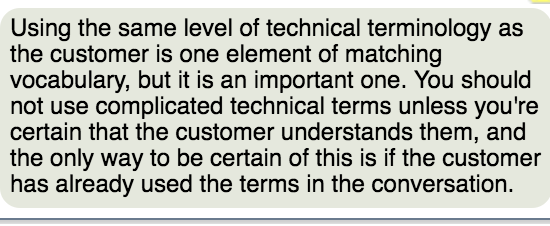 Using the same level of technical terminology as
the customer is one element of matching
vocabulary, but it is an important one. You should
not use complicated technical terms unless you're
certain that the customer understands them, and
the only way to be certain of this is if the customer
has already used the terms in the conversation.